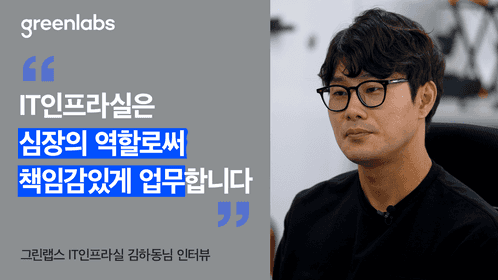 greenlabs
“
IT인프라실은
심장의 역할로써
책임감있게 업무합니다
”
그린랩스 IT인프라실 김하동님 인터뷰